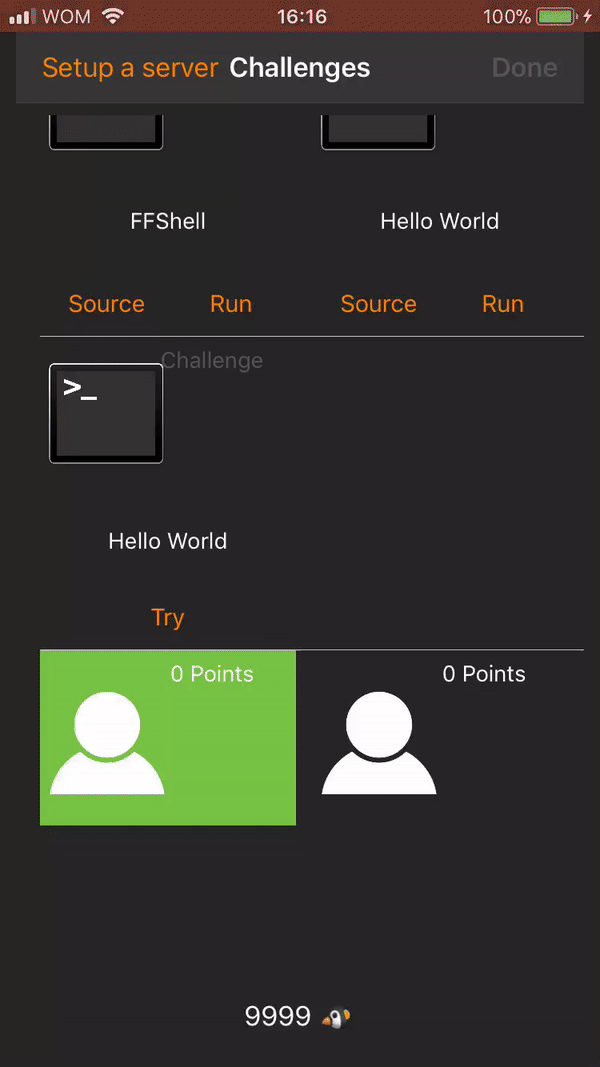 WOM 16:16 100%
Setup a server Challenges Done
FFShell Hello World
Source Run Source Run
Challenge
>_
Hello World
Try
0 Points 0 Points
9999